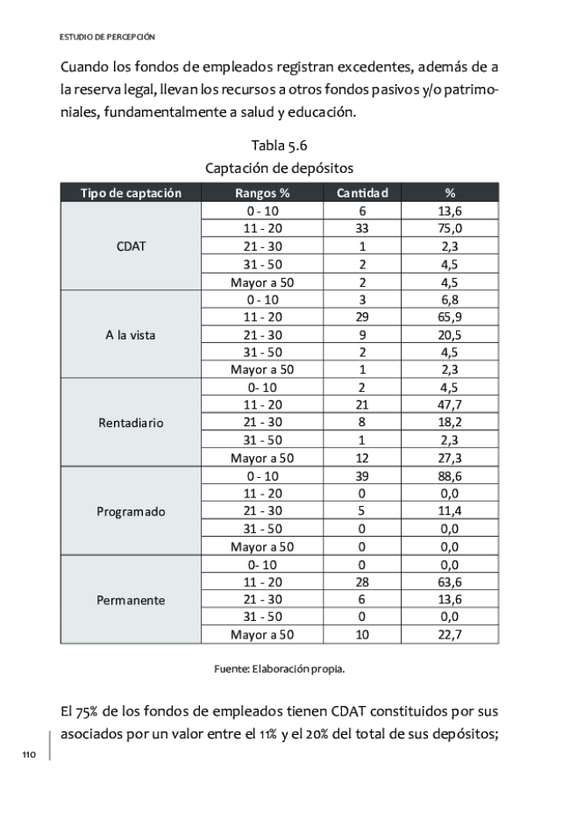 ESTUDIO DE PERCEPCIÓN
Cuando los fondos de empleados registran excedentes, además de a
la reserva legal, llevan los recursos a otros fondos pasivos y/o patrimo-
niales, fundamentalmente a salud y educación.
Tabla 5.6
Captación de depósitos
Tipo de captación Rangos % Cantidad %
CDAT
0 - 10 6 13,6
11 - 20 33 75,0
21 - 30 1 2,3
31 - 50 2 4,5
Mayor a 50 2 4,5
A la vista
0 - 10 3 6,8
11 - 20 29 65,9
21 - 30 9 20,5
31 - 50 2 4,5
Mayor a 50 1 2,3
Rentadiario
0- 10 2 4,5
11 - 20 21 47,7
21 - 30 8 18,2
31 - 50 1 2,3
Mayor a 50 12 27,3
Programado
0 - 10 39 88,6
11 - 20 0 0,0
21 - 30 5 11,4
31 - 50 0 0,0
Mayor a 50 0 0,0
Permanente
0- 10 0 0,0
11 - 20 28 63,6
21 - 30 6 13,6
31 - 50 0 0,0
Mayor a 50 10 22,7
Fuente: Elaboración propia.
El 75% de los fondos de empleados tienen CDAT constituidos por sus
asociados por un valor entre el 11% y el 20% del total de sus depósitos;
110